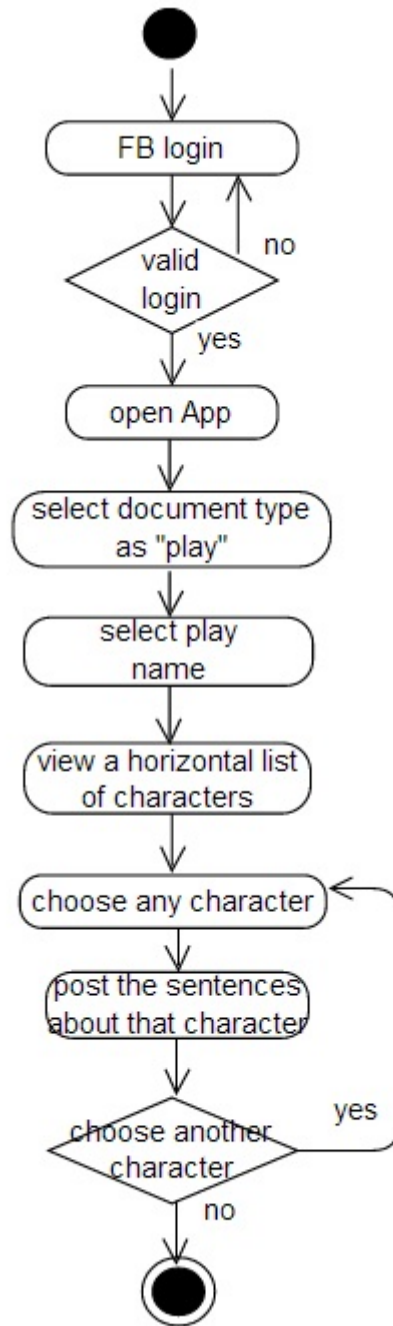 FB login
no
valid
login
yes
open App
select document type
as "play"
select play
name
view a horizontal list
of characters
choose any character
post the sentences
about that character
yes
choose another
character
no